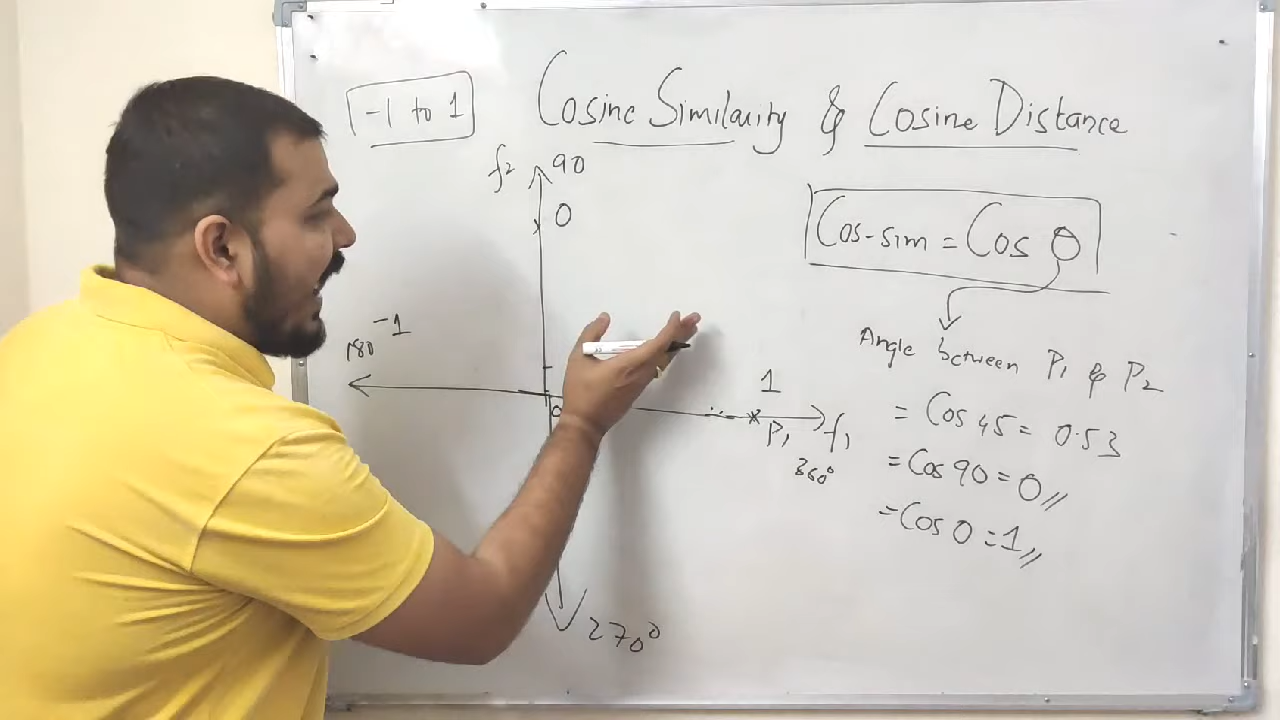 -1 to 1
Cosine Similarity & Cosine Distance
f2 90
0
Cos-sim = Cos θ
Angle between P1 & P2
180 -1
0
1
P1 f1
360°
= Cos 45 = 0.53
= Cos 90 = 0//
= Cos 0 = 1//
270°